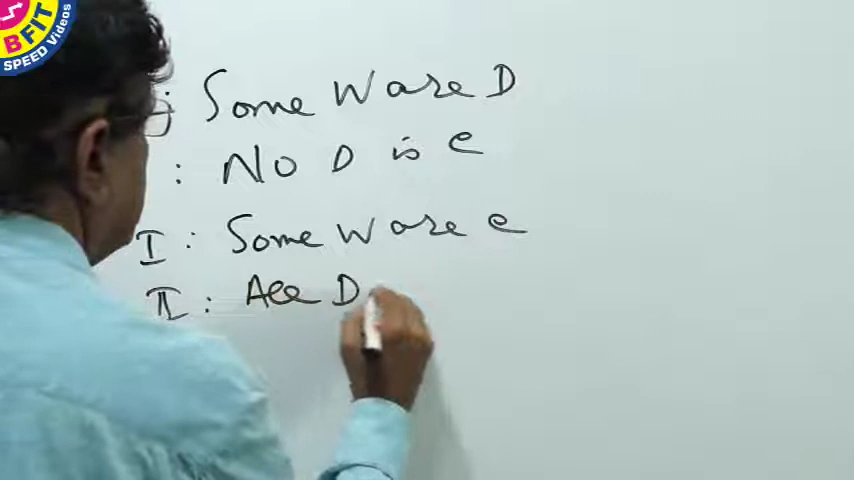 BFIT
SPEED Videos
: Some W are D
: No D is e
I : Some W are e
II : All D